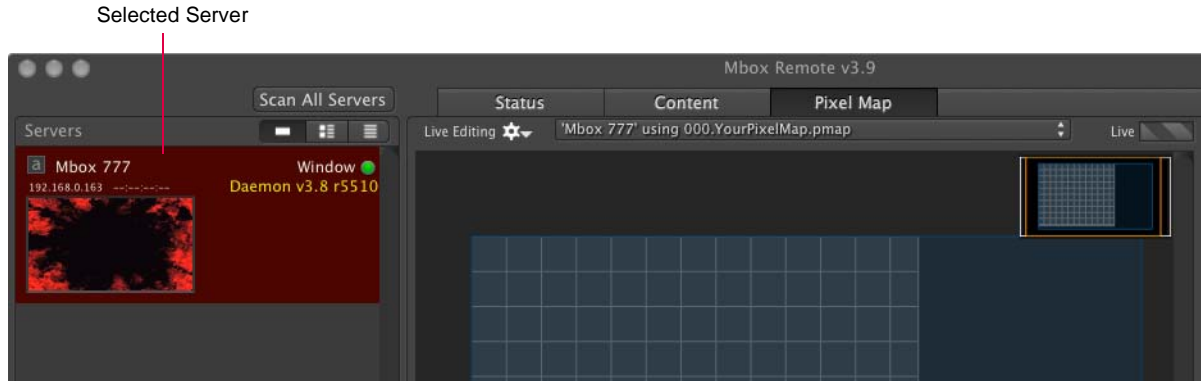 Selected Server
Mbox Remote v3.9
Scan All Servers
Status Content Pixel Map
Servers
Live Editing 'Mbox 777' using 000.YourPixelMap.pmap Live
a Mbox 777 Window
192.168.0.163 --:--:--:-- Daemon v3.8 r5510